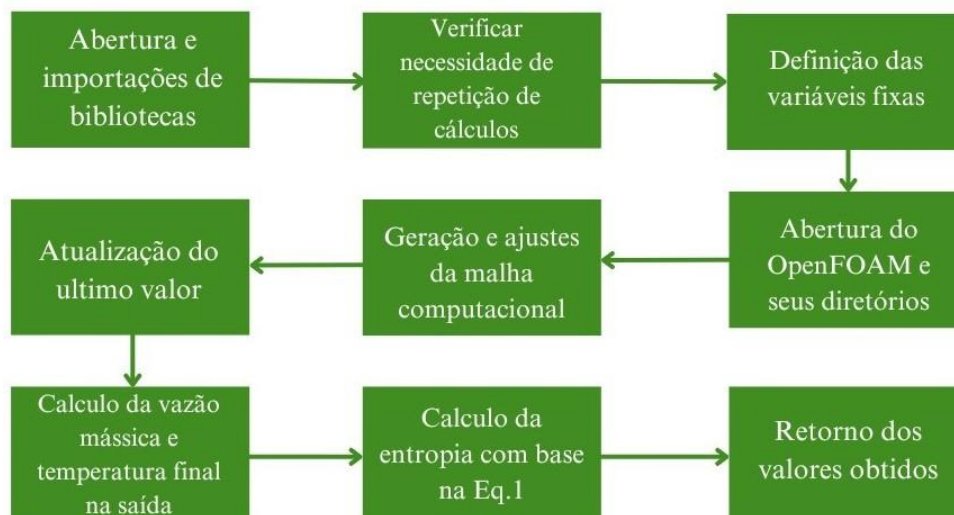 Abertura e
importações de
bibliotecas
Verificar
necessidade de
repetição de
cálculos
Definição das
variáveis fixas
Abertura do
OpenFOAM e
seus diretórios
Geração e ajustes
da malha
computacional
Atualização do
ultimo valor
Calculo da vazão
mássica e
temperatura final
na saída
Calculo da
entropia com base
na Eq.1
Retorno dos
valores obtidos